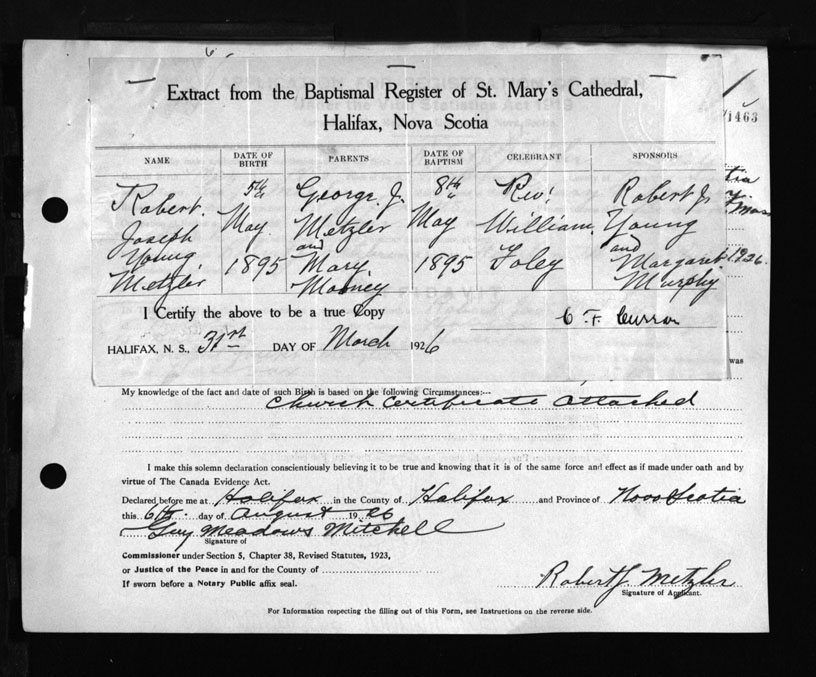 Extract from the Baptismal Register of St. Mary's Cathedral,
Halifax, Nova Scotia
1463
NAME DATE OF BIRTH PARENTS DATE OF BAPTISM CELEBRANT SPONSORS
Robert. 5th George. J. 8th Rev. Robert J.
Joseph May Metzler May William Young
Young and and
Metzler 1895 Mary. 1895 Foley Margaret 1926.
Mooney Murphy
I Certify the above to be a true Copy
C. F. Curran
HALIFAX, N. S., 31st DAY OF March 1926
was
My knowledge of the fact and date of such Birth is based on the following Circumstances:—
Church Certificate attached
I make this solemn declaration conscientiously believing it to be true and knowing that it is of the same force and effect as if made under oath and by
virtue of The Canada Evidence Act.
Declared before me at Halifax in the County of Halifax and Province of Nova Scotia
this 6th. day of August 1926
Guy Meadows Mitchell
Signature of
Commissioner under Section 5, Chapter 38, Revised Statutes, 1923,
or Justice of the Peace in and for the County of
If sworn before a Notary Public affix seal.
Robert J Metzler
Signature of Applicant.
For Information respecting the filling out of this Form, see Instructions on the reverse side.